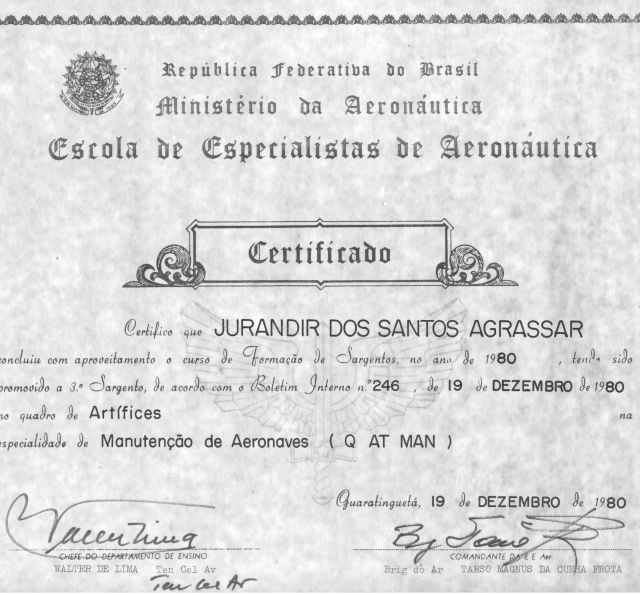 República Federativa do Brasil
Ministério da Aeronáutica
Escola de Especialistas de Aeronáutica
Certificado
Certifico que JURANDIR DOS SANTOS AGRASSAR
concluiu com aproveitamento o curso de Formação de Sargentos, no ano de 1980 , tendo sido
promovido a 3.º Sargento, de acordo com o Boletim Interno n.º 246 , de 19 de DEZEMBRO de 1980
no quadro de Artífices na
especialidade de Manutenção de Aeronaves ( Q AT MAN )
Guaratinguetá, 19 de DEZEMBRO de 1980
CHEFE DO DEPARTAMENTO DE ENSINO
WALTER DE LIMA Ten Cel Av
Ten Cel Av
COMANDANTE DA E E Aer
Brig do Ar TARSO MAGNUS DA CUNHA FROTA